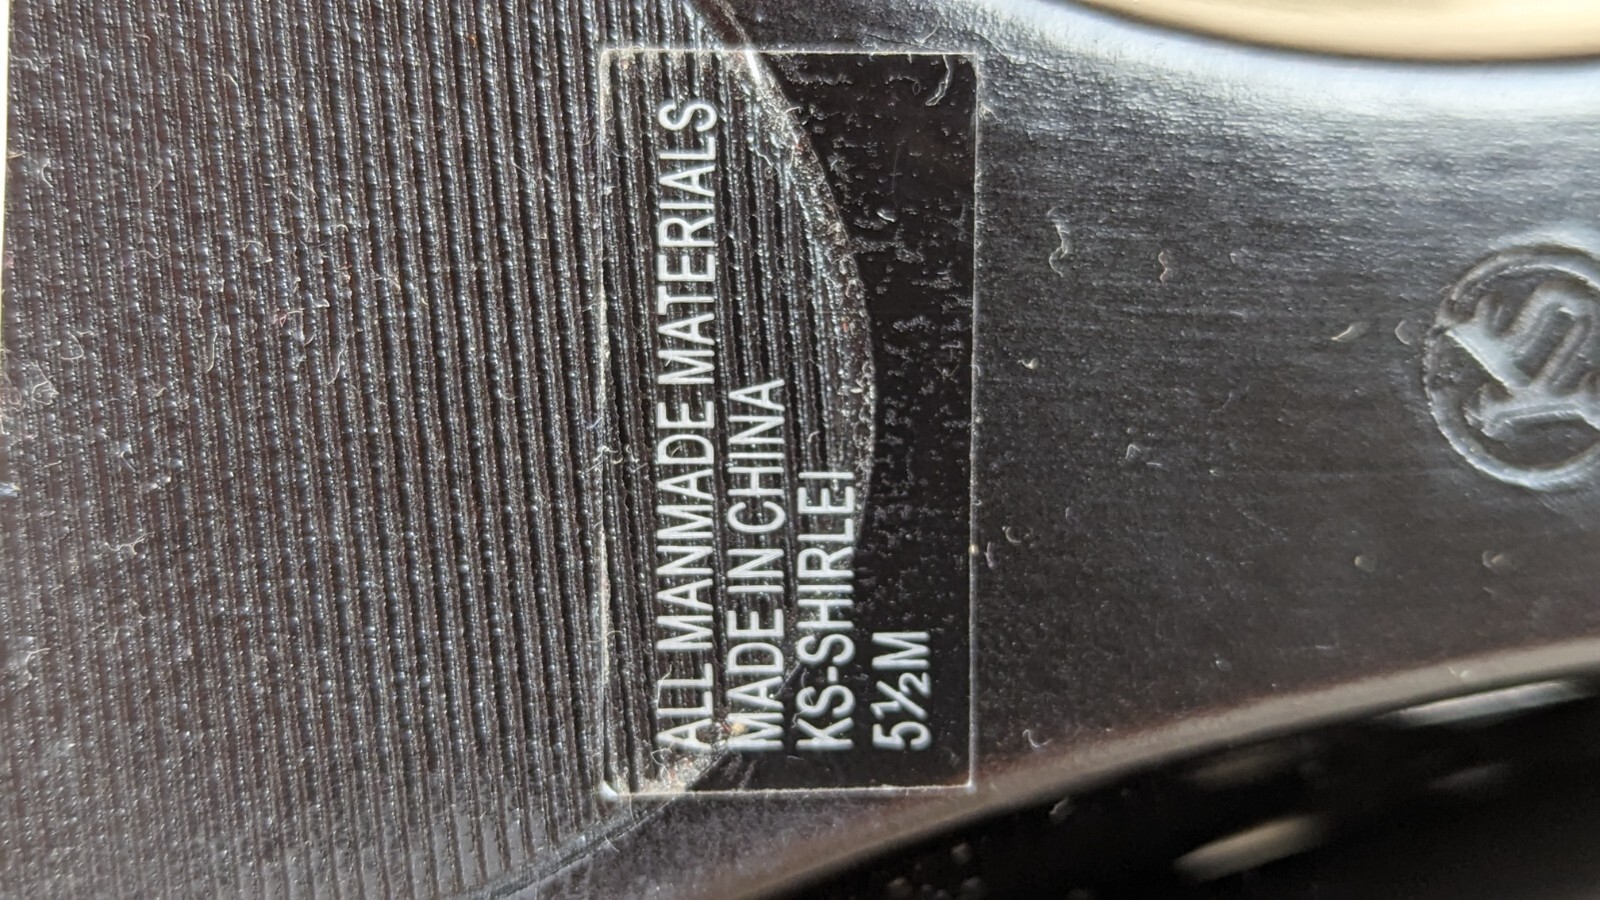 ALL MANMADE MATERIALS
MADE IN CHINA
KS-SHIRLEI
5½M